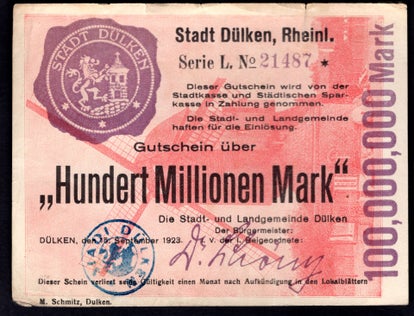 STADT DÜLKEN
Stadt Dülken, Rheinl.
Serie L. № 21487 *
Dieser Gutschein wird von der
Stadtkasse und Städtischen Spar-
kasse in Zahlung genommen.
Die Stadt- und Landgemeinde
haften für die Einlösung.
Gutschein über
„Hundert Millionen Mark"
Die Stadt- und Landgemeinde Dülken
Der Bürgermeister:
DÜLKEN, den September 1923.
J. V. der I. Beigeordnete:
Dieser Schein verliert seine Gültigkeit einen Monat nach Aufkündigung in den Lokalblättern
M. Schmitz, Dülken.
100,000,000 Mark
STADT DÜLKEN